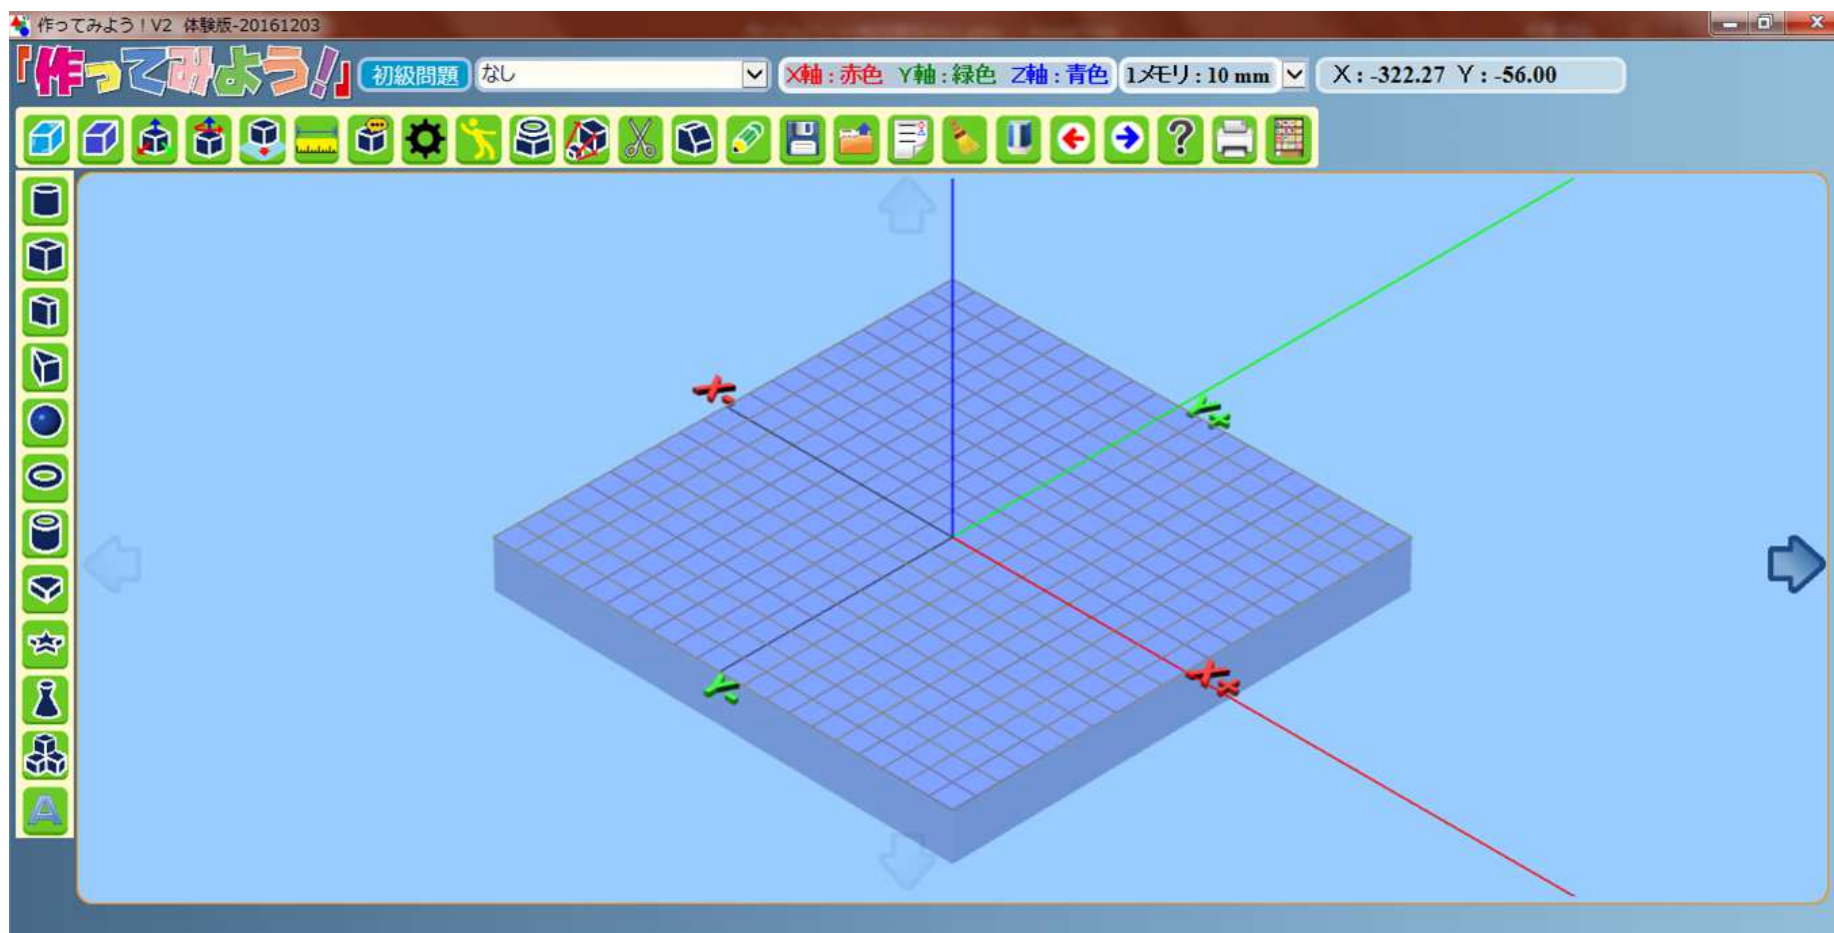 作ってみよう！V2 体験版-20161203
「作ってみよう!!」 初級問題 なし X軸：赤色 Y軸：緑色 Z軸：青色 1メモリ：10 mm X：-322.27 Y：-56.00
?
X-
Y+
Y-
X+
A